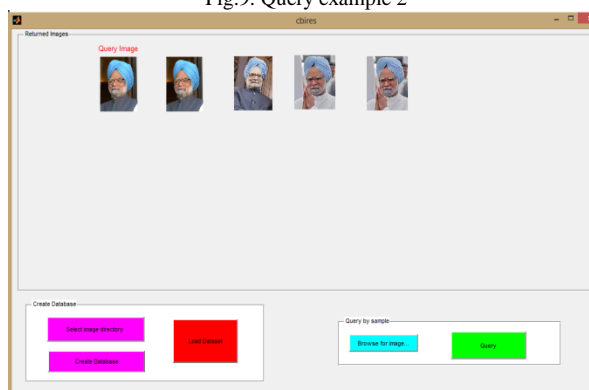 Fig.9. Query example 2
cbires
Returned Images
Query Image
Create Database
Select image directory
Load Dataset
Create Database
Query by sample
Browse for image...
Query